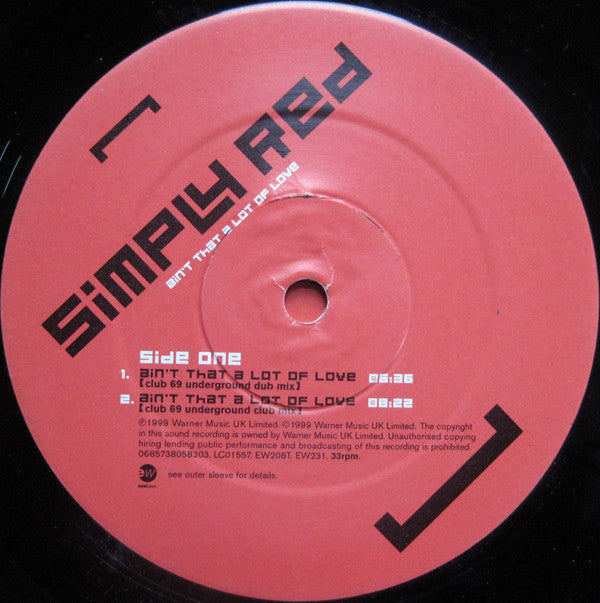 SiMPLY Red
ain't that a lot of love
side one
1. ain't that a lot of love 06:36
[club 69 underground dub mix]
2. ain't that a lot of love 08:22
[club 69 underground club mix]
℗1999 Warner Music UK Limited. ©1999 Warner Music UK Limited. The copyright
in this sound recording is owned by Warner Music UK Limited. Unauthorised copying
hiring lending public performance and broadcasting of this recording is prohibited.
0685738058303. LC01557. EW208T. EW231. 33rpm.
ew
eastwest
see outer sleeve for details.